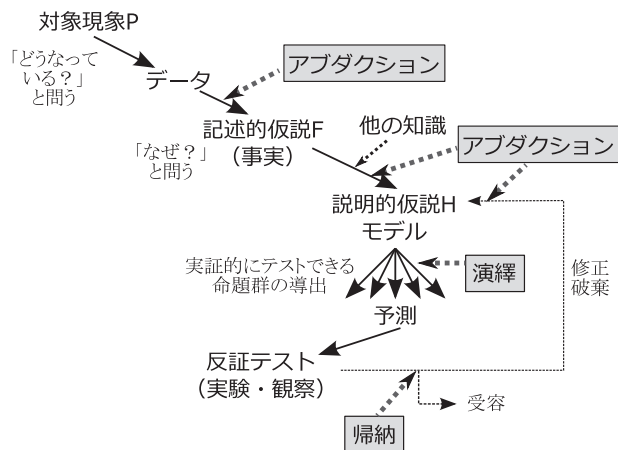 対象現象P
「どうなって
いる？」
と問う
データ
アブダクション
記述的仮説F
（事実）
他の知識
「なぜ？」
と問う
アブダクション
説明的仮説H
モデル
実証的にテストできる
命題群の導出
演繹
修正
破棄
予測
反証テスト
（実験・観察）
受容
帰納